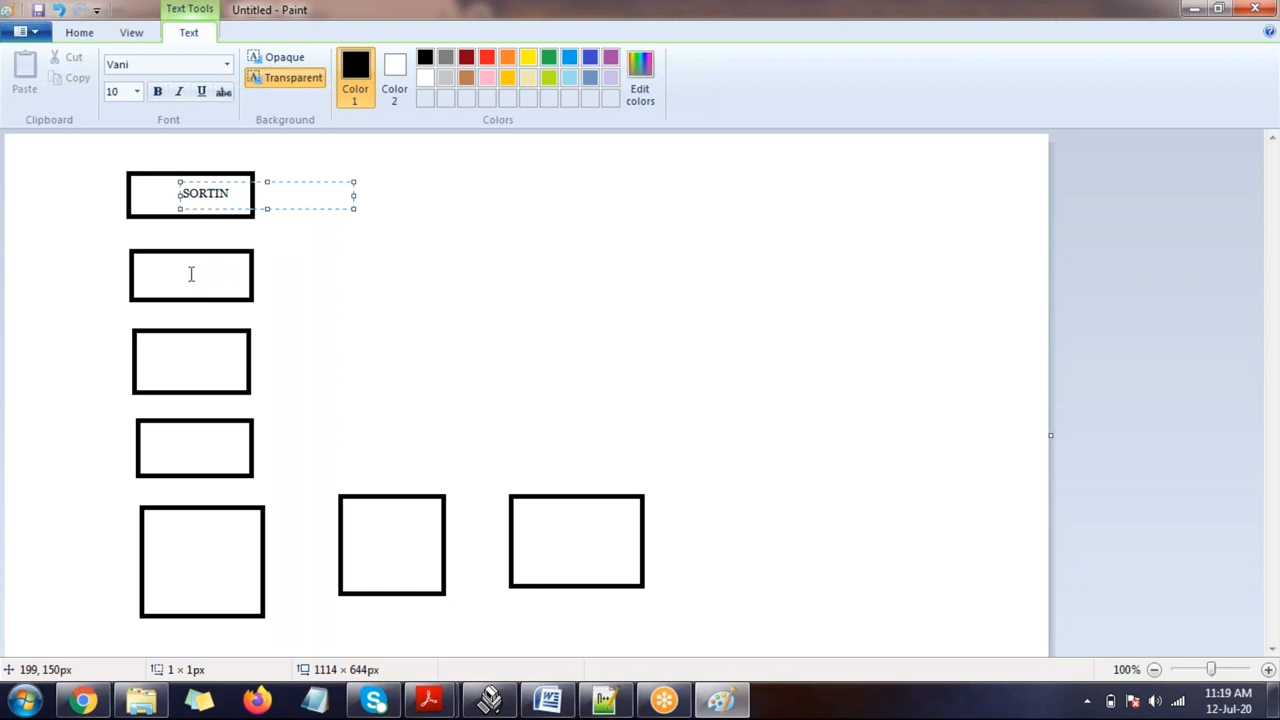 Text Tools
Untitled - Paint
Home
View
Text
Paste
Cut
Copy
Clipboard
Vani
10
B I U abc
Font
Opaque
Transparent
Background
Color 1
Color 2
Edit colors
Colors
SORTIN
199, 150px
1 × 1px
1114 × 644px
100%
11:19 AM
12-Jul-20